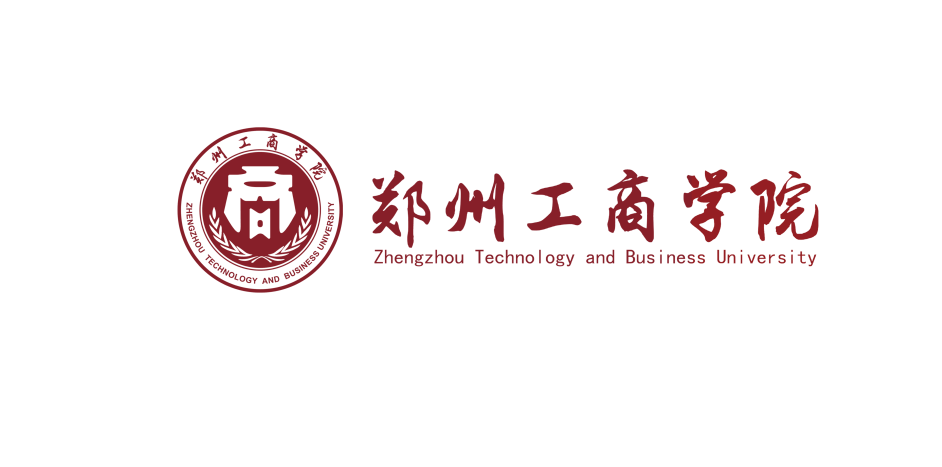 郑州工商学院
ZHENGZHOU TECHNOLOGY AND BUSINESS UNIVERSITY
郑州工商学院
Zhengzhou Technology and Business University